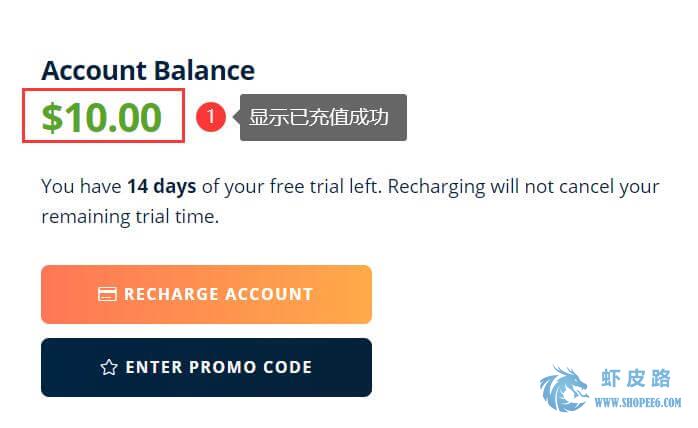 Account Balance
$10.00
1
显示已充值成功
You have 14 days of your free trial left. Recharging will not cancel your
remaining trial time.
RECHARGE ACCOUNT
ENTER PROMO CODE
虾皮路
WWW.SHOPEE6.COM